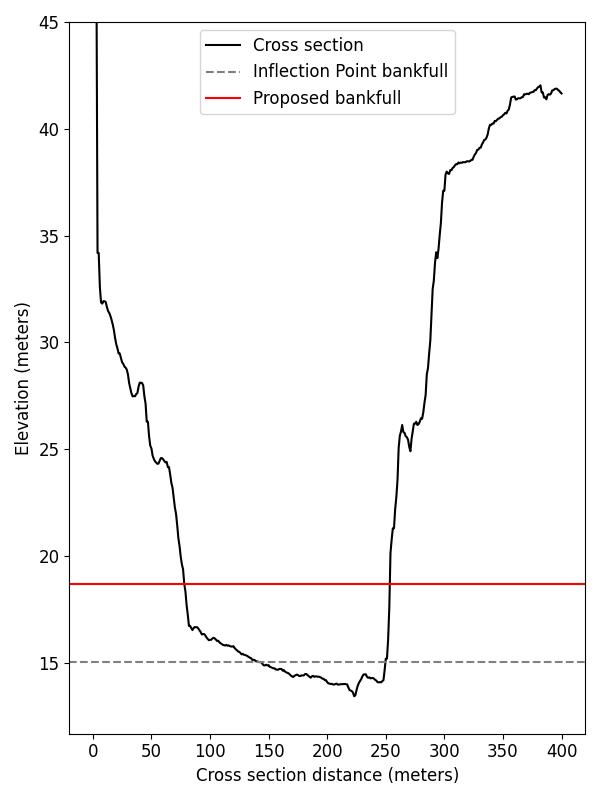 Cross section
Inflection Point bankfull
Proposed bankfull
Elevation (meters)
45
40
35
30
25
20
15
0 50 100 150 200 250 300 350 400
Cross section distance (meters)